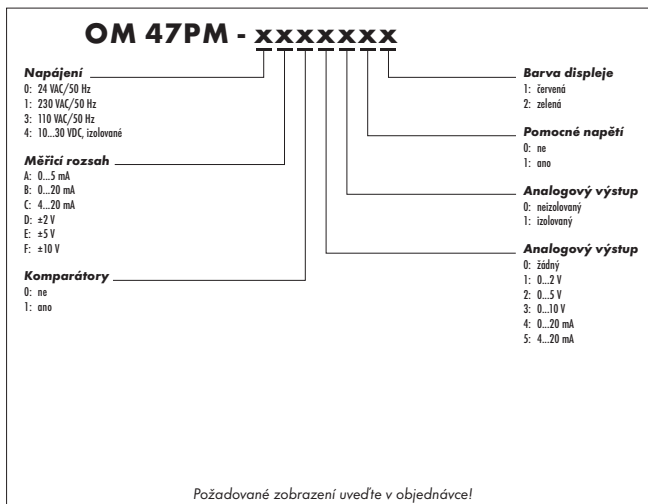 OM 47PM - xxxxxxx
Napájení
0: 24 VAC/50 Hz
1: 230 VAC/50 Hz
3: 110 VAC/50 Hz
4: 10...30 VDC, izolované
Měřicí rozsah
A: 0...5 mA
B: 0...20 mA
C: 4...20 mA
D: ±2 V
E: ±5 V
F: ±10 V
Komparátory
0: ne
1: ano
Barva displeje
1: červená
2: zelená
Pomocné napětí
0: ne
1: ano
Analogový výstup
0: neizolovaný
1: izolovaný
Analogový výstup
0: žádný
1: 0...2 V
2: 0...5 V
3: 0...10 V
4: 0...20 mA
5: 4...20 mA
Požadované zobrazení uveďte v objednávce!